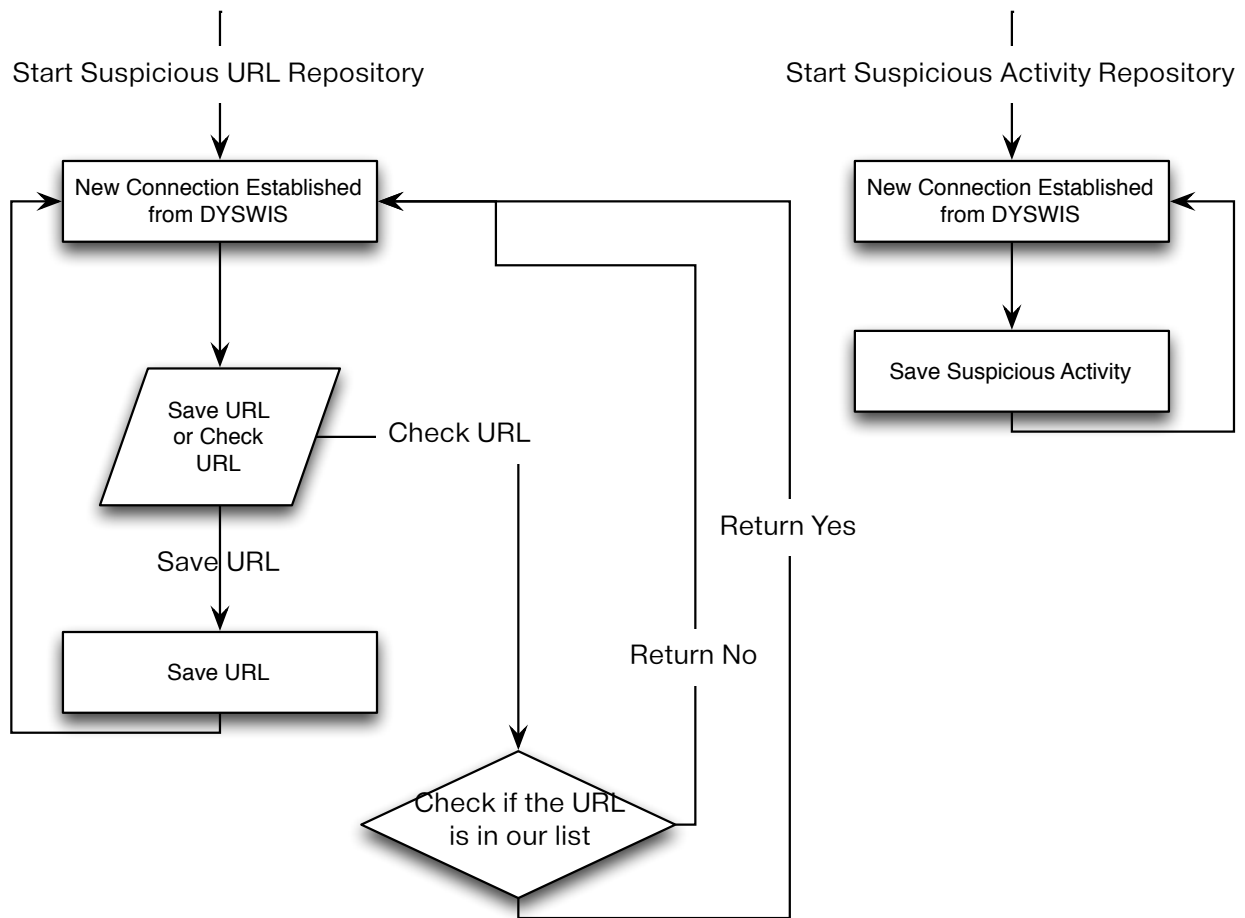 Start Suspicious URL Repository
New Connection Established
from DYSWIS
Save URL
or Check
URL
Check URL
Save URL
Save URL
Return Yes
Return No
Check if the URL
is in our list
Start Suspicious Activity Repository
New Connection Established
from DYSWIS
Save Suspicious Activity